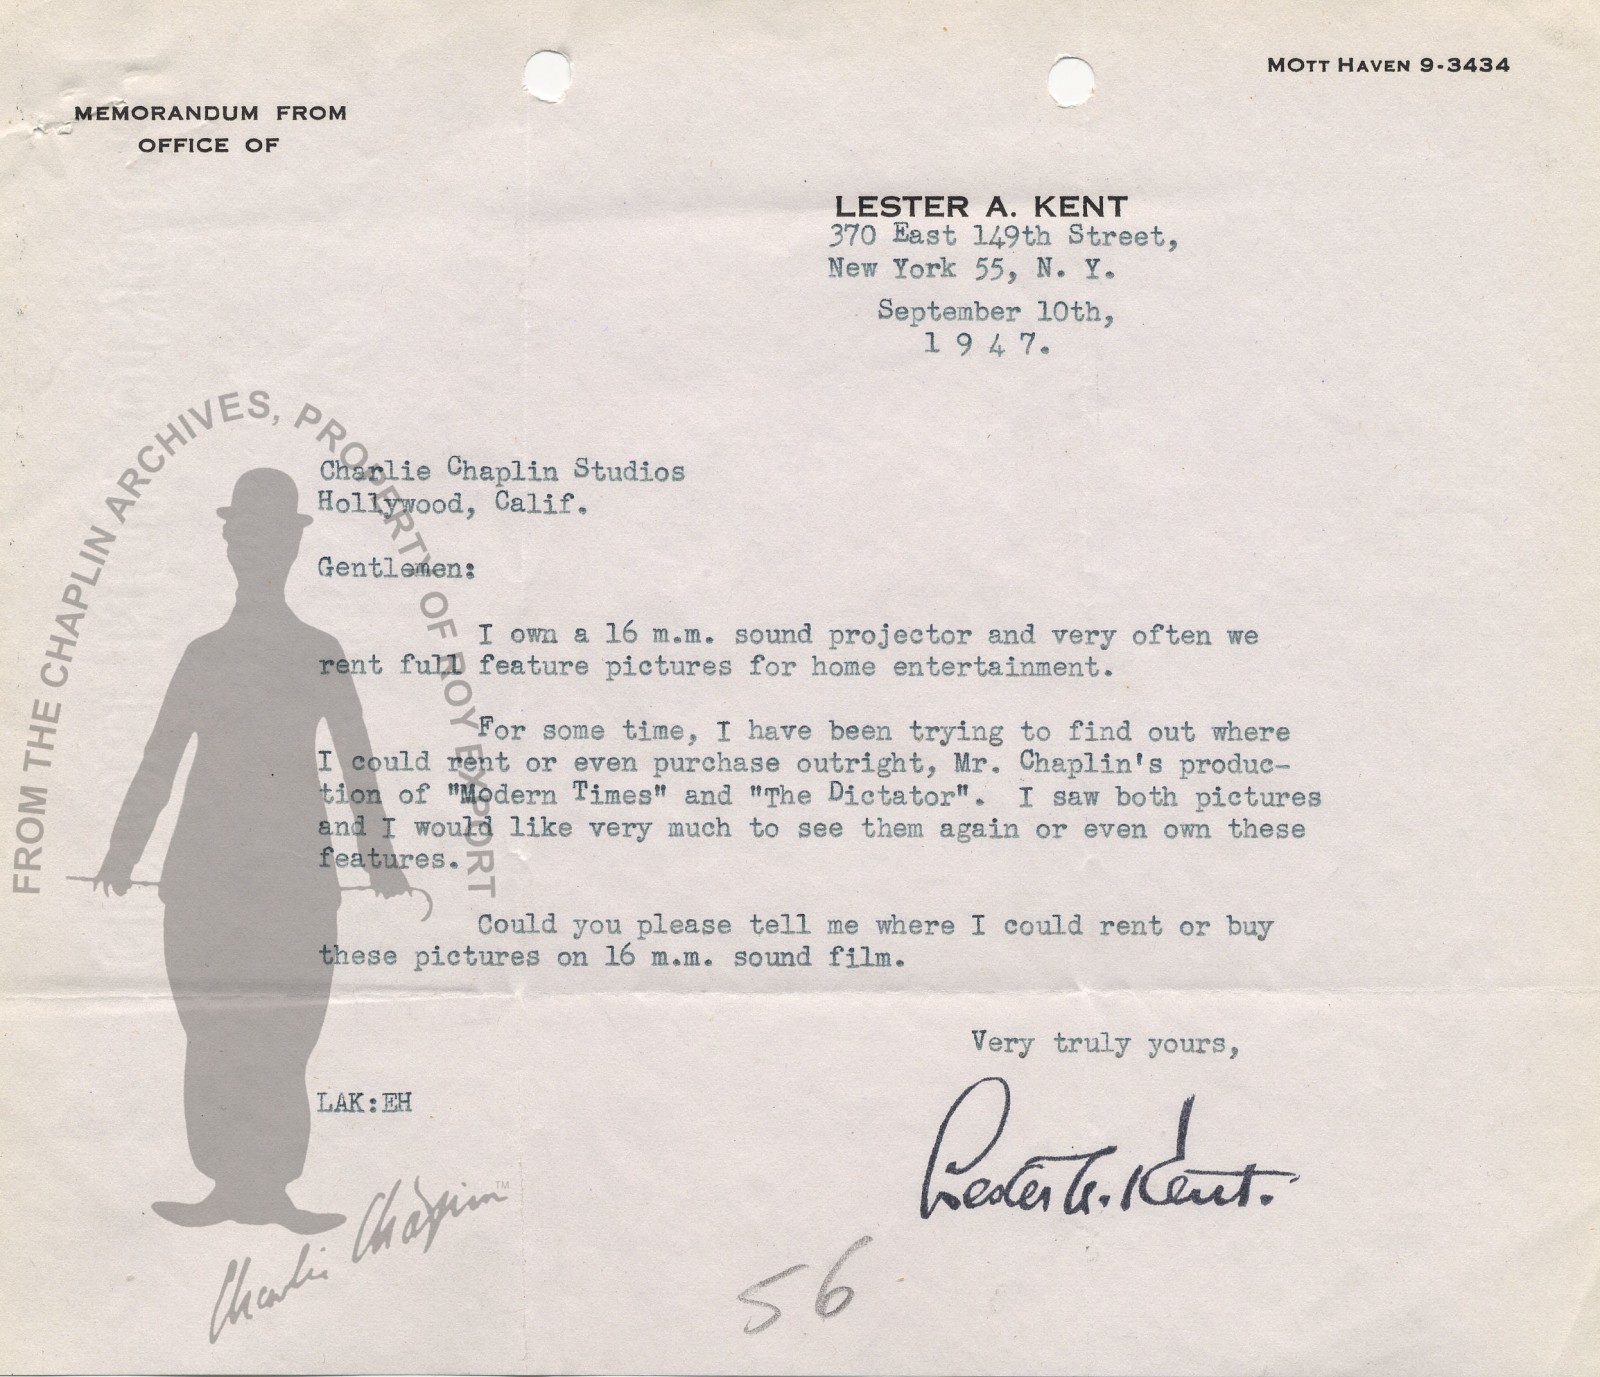 MOTT HAVEN 9-3434
MEMORANDUM FROM
OFFICE OF
LESTER A. KENT
370 East 149th Street,
New York 55, N. Y.
September 10th,
1 9 4 7.
FROM THE CHAPLIN ARCHIVES, PROPERTY OF ROY EXPORT
Charlie Chaplin Studios
Hollywood, Calif.
Gentlemen:
I own a 16 m.m. sound projector and very often we
rent full feature pictures for home entertainment.
For some time, I have been trying to find out where
I could rent or even purchase outright, Mr. Chaplin's produc-
tion of "Modern Times" and "The Dictator". I saw both pictures
and I would like very much to see them again or even own these
features.
Could you please tell me where I could rent or buy
these pictures on 16 m.m. sound film.
Very truly yours,
LAK:EH
Lester A. Kent.
Charlie Chaplin™
56